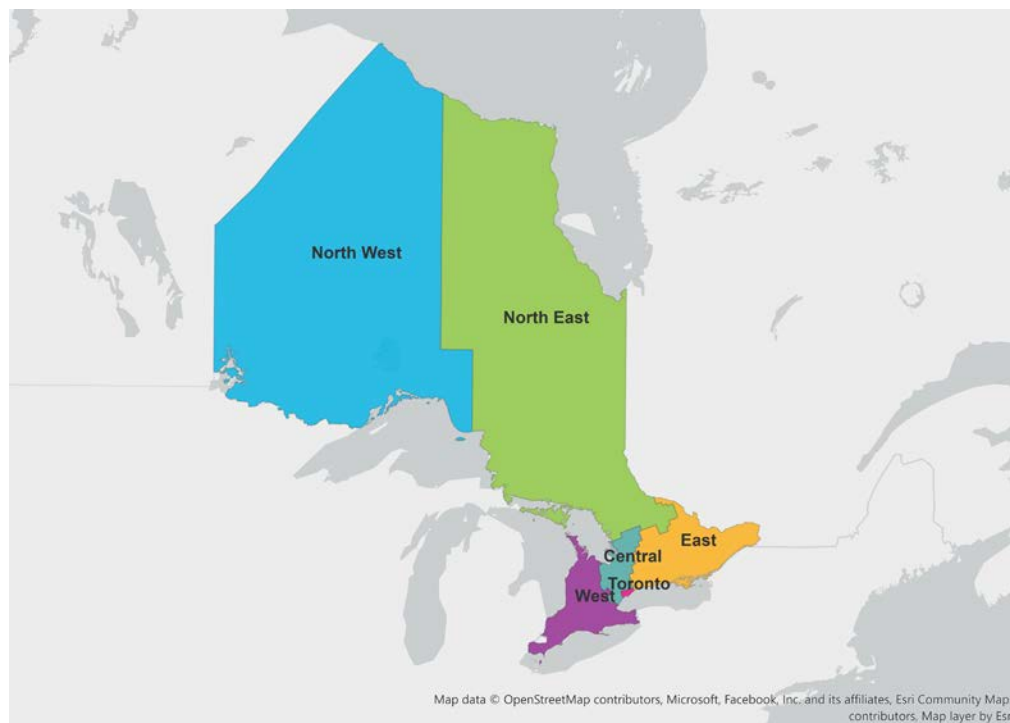 North West
North East
East
Central
Toronto
West
Map data © OpenStreetMap contributors, Microsoft, Facebook, Inc. and its affiliates, Esri Community Map
contributors, Map layer by Esr